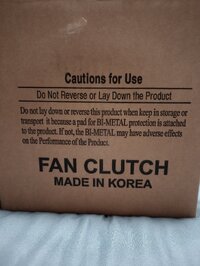 Cautions for Use
Do Not Reverse or Lay Down the Product
Do not lay down or reverse this product when keep in storage or
transport it because a pad for BI-METAL protection is attached
to the product. If not, the BI-METAL may have adverse effects
on the Performance of the Product.
FAN CLUTCH
MADE IN KOREA